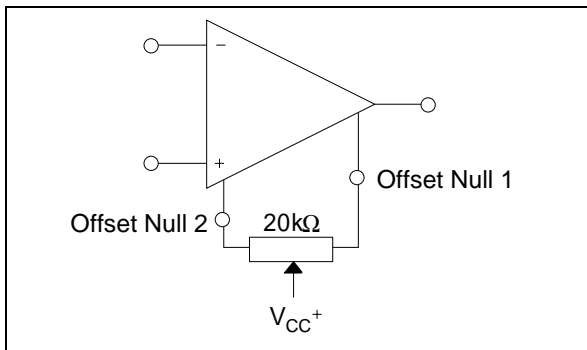 −
+
Offset Null 1
Offset Null 2
20kΩ
VCC+